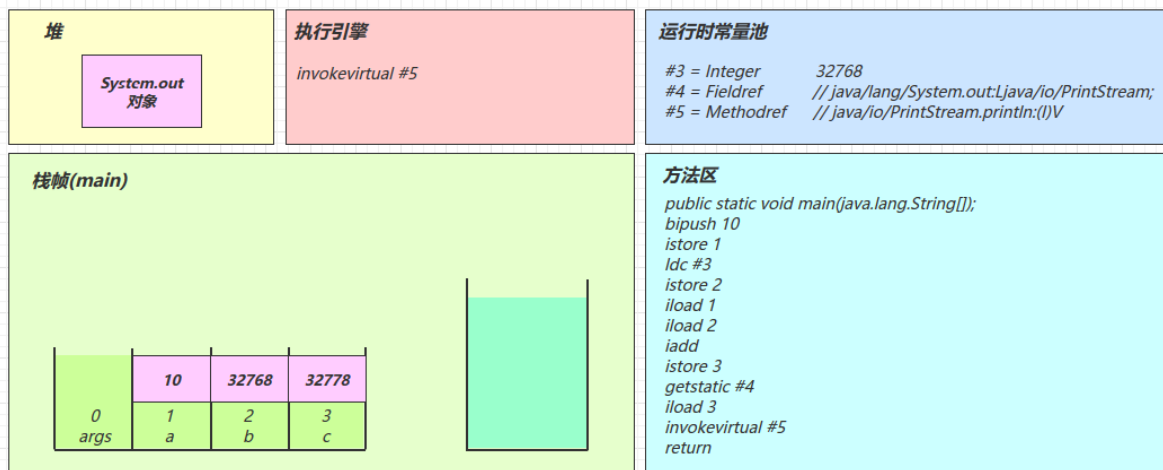 堆
System.out
对象
执行引擎
invokevirtual #5
运行时常量池
#3 = Integer 32768
#4 = Fieldref // java/lang/System.out:Ljava/io/PrintStream;
#5 = Methodref // java/io/PrintStream.println:(I)V
栈帧(main)
10 32768 32778
0 1 2 3
args a b c
方法区
public static void main(java.lang.String[]);
bipush 10
istore 1
ldc #3
istore 2
iload 1
iload 2
iadd
istore 3
getstatic #4
iload 3
invokevirtual #5
return